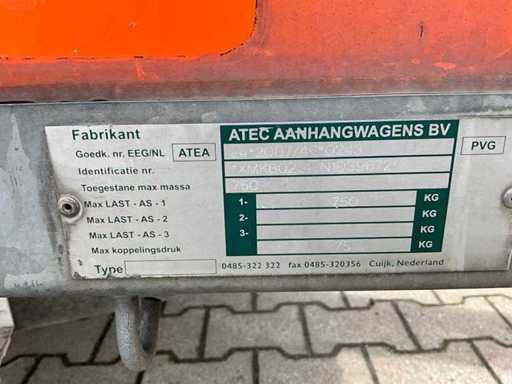 Fabrikant ATEC AANHANGWAGENS BV
Goedk. nr. EEG/NL ATEA PVG
Identificatie nr
Toegestane max massa 750
Max LAST - AS - 1 1- 750 KG
Max LAST - AS - 2 2- KG
Max LAST - AS - 3 3-
Max koppelingsdruk 75 KG
Type 0485-322 322 fax 0485-320356 Cuijk, Nederland